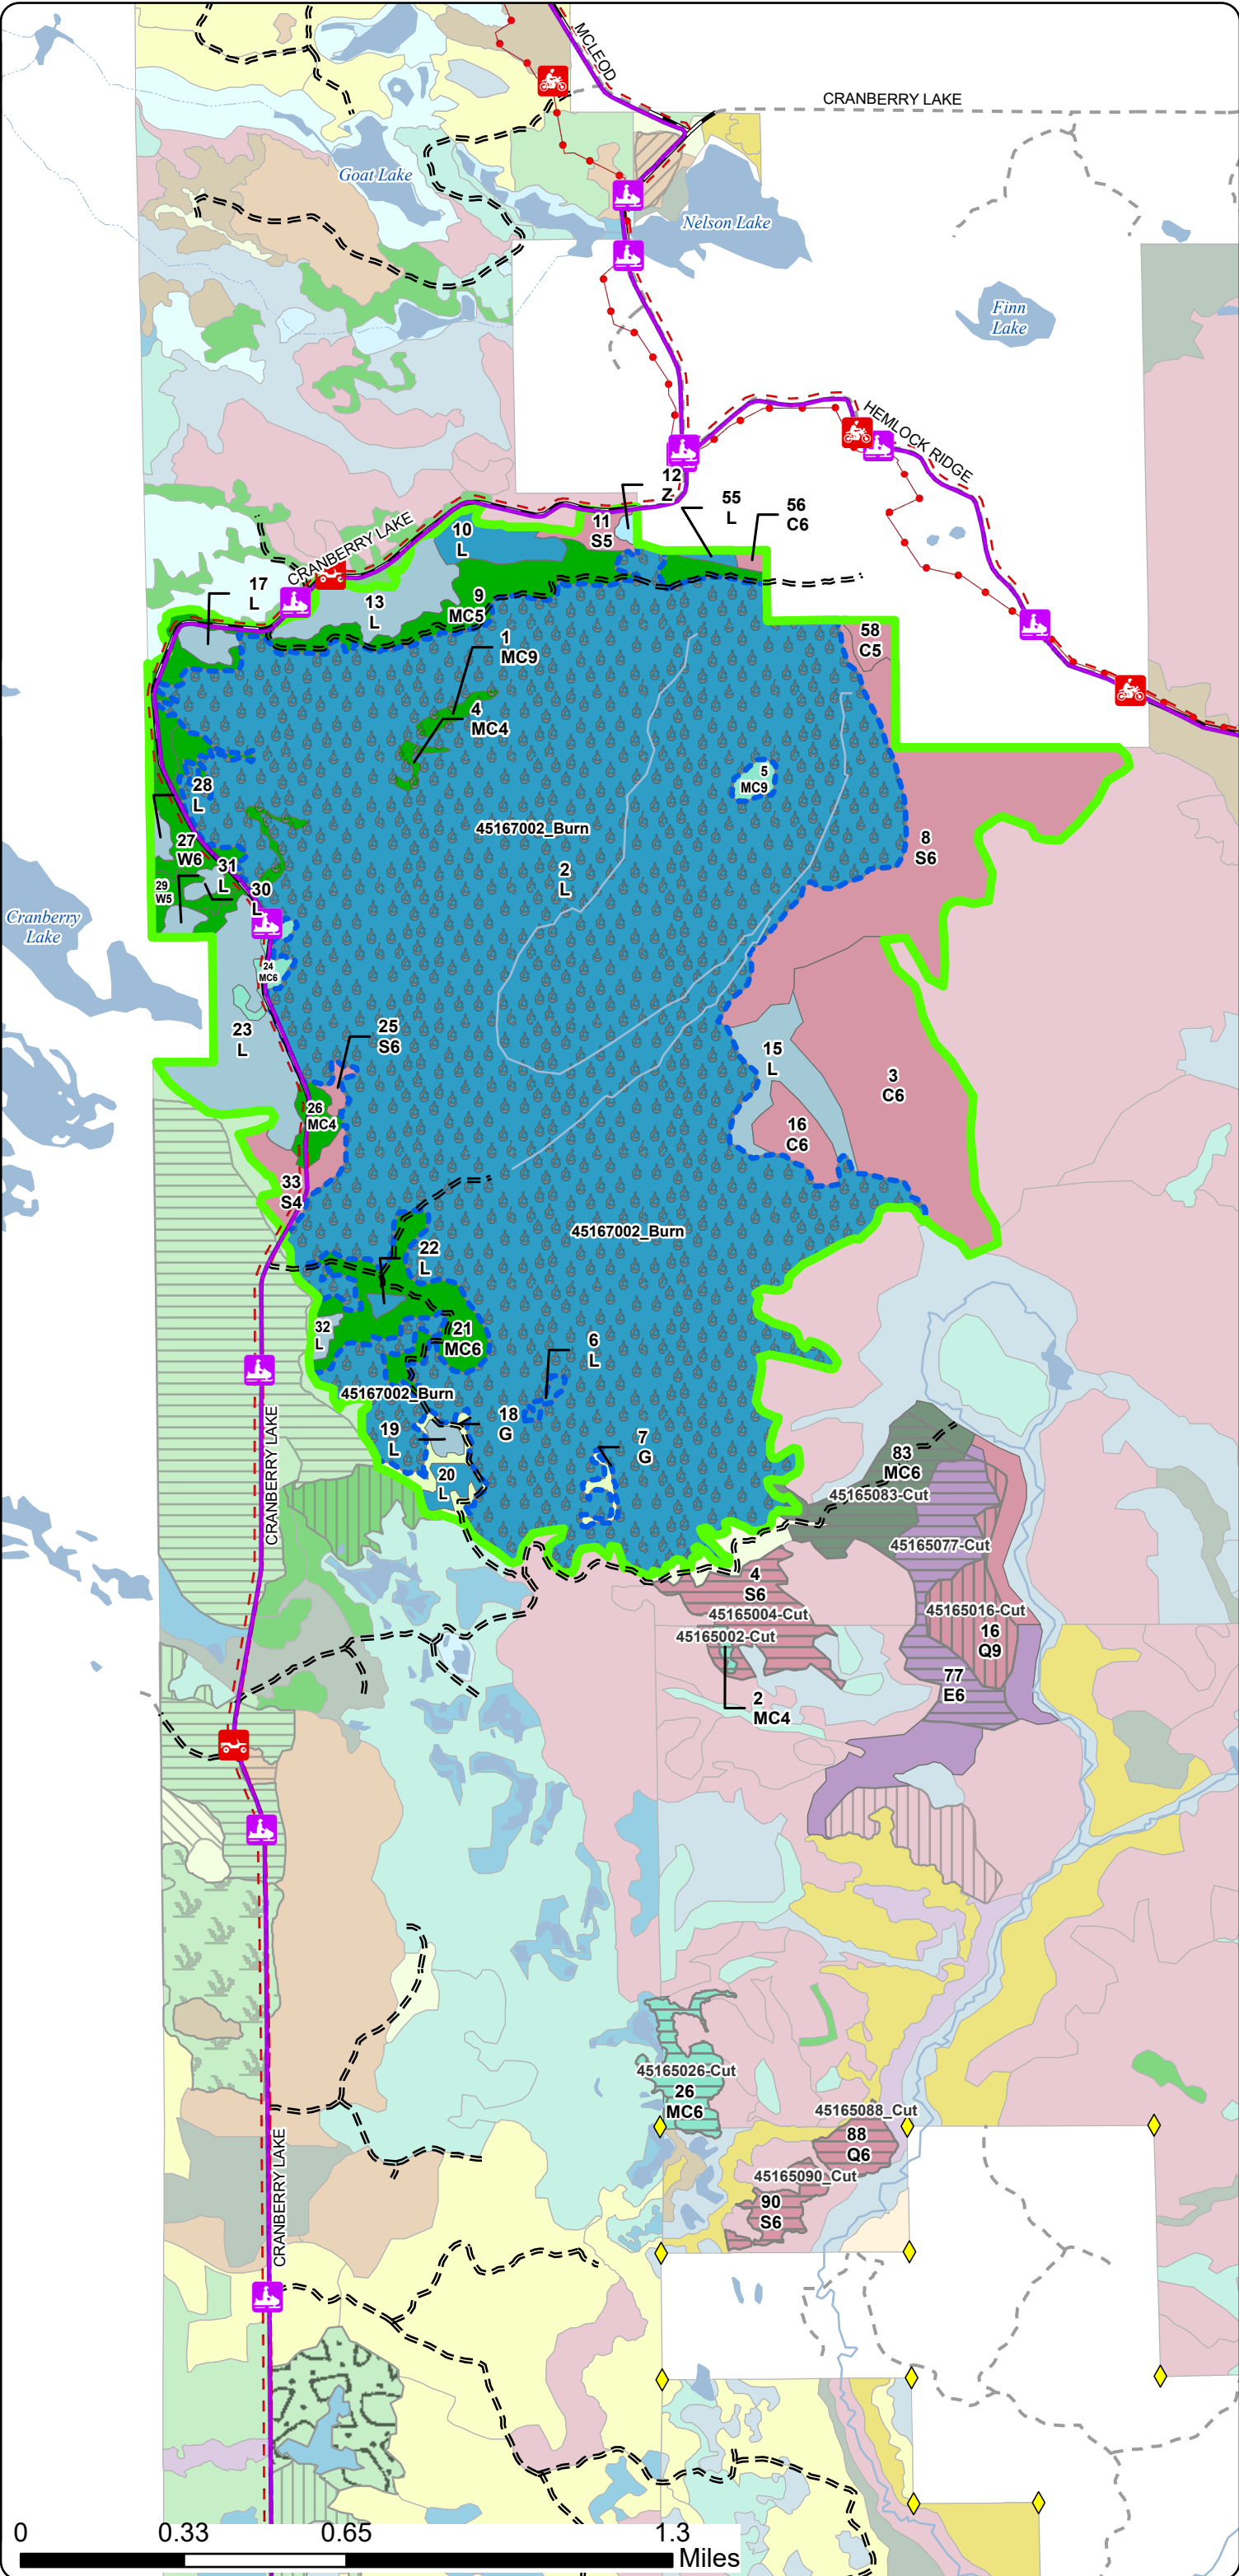 MCLEOD
CRANBERRY LAKE
Goat Lake
Nelson Lake
Finn
Lake
HEMLOCK RIDGE
12
Z
55
L
56
C6
11
S5
10
L
CRANBERRY LAKE
17
L
13
L
9
MC5
1
MC9
58
C5
4
MC4
5
MC9
28
L
45167002_Burn
8
S6
27
W6
2
L
31
L
29
W5
30
L
Cranberry
Lake
24
MC6
25
S6
23
L
15
L
3
C6
26
MC4
16
C6
33
S4
45167002_Burn
22
L
32
L
21
MC6
6
L
45167002_Burn
18
G
19
L
7
G
83
MC6
20
L
45165083-Cut
CRANBERRY LAKE
45165077-Cut
4
S6
45165004-Cut
45165016-Cut
16
Q9
45165002-Cut
77
E6
2
MC4
45165026-Cut
26
MC6
45165088_Cut
88
Q6
45165090_Cut
90
S6
CRANBERRY LAKE
0 0.33 0.65 1.3
Miles